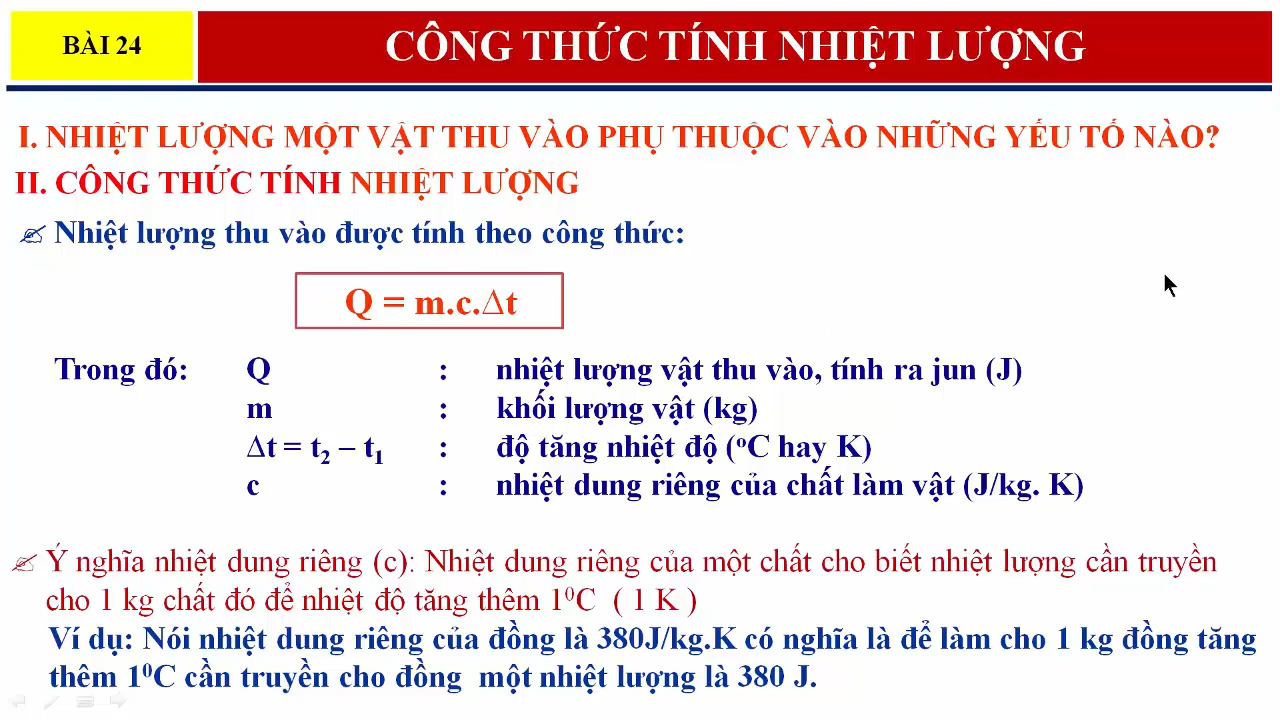 BÀI 24
CÔNG THỨC TÍNH NHIỆT LƯỢNG
I. NHIỆT LƯỢNG MỘT VẬT THU VÀO PHỤ THUỘC VÀO NHỮNG YẾU TỐ NÀO?
II. CÔNG THỨC TÍNH NHIỆT LƯỢNG
Nhiệt lượng thu vào được tính theo công thức:
Q = m.c.∆t
Trong đó: Q : nhiệt lượng vật thu vào, tính ra jun (J)
m : khối lượng vật (kg)
∆t = t₂ – t₁ : độ tăng nhiệt độ (ºC hay K)
c : nhiệt dung riêng của chất làm vật (J/kg. K)
Ý nghĩa nhiệt dung riêng (c): Nhiệt dung riêng của một chất cho biết nhiệt lượng cần truyền
cho 1 kg chất đó để nhiệt độ tăng thêm 1⁰C ( 1 K )
Ví dụ: Nói nhiệt dung riêng của đồng là 380J/kg.K có nghĩa là để làm cho 1 kg đồng tăng
thêm 1⁰C cần truyền cho đồng một nhiệt lượng là 380 J.